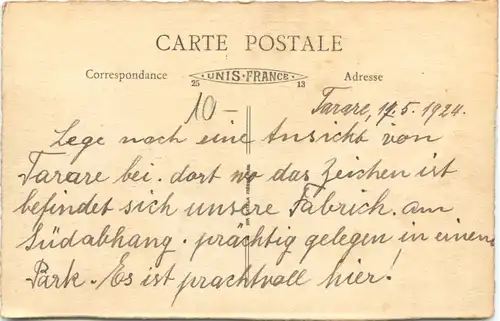 CARTE POSTALE
Correspondance
UNIS-FRANCE
25
13
Adresse
10-
Tarare, 17.5.1924.
Lege noch eine Ansicht von
Tarare bei. dort wo das Zeichen ist
befindet sich unsere Fabrick. am
Südabhang. prächtig gelegen in einem
Park. Es ist prachtvoll hier!